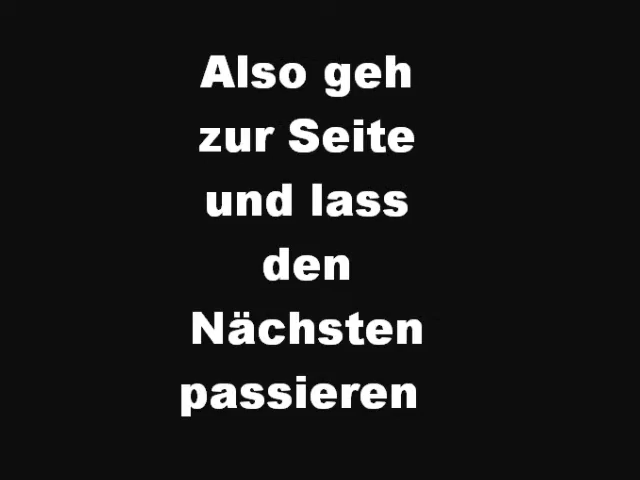 Also geh
zur Seite
und lass
den
Nächsten
passieren